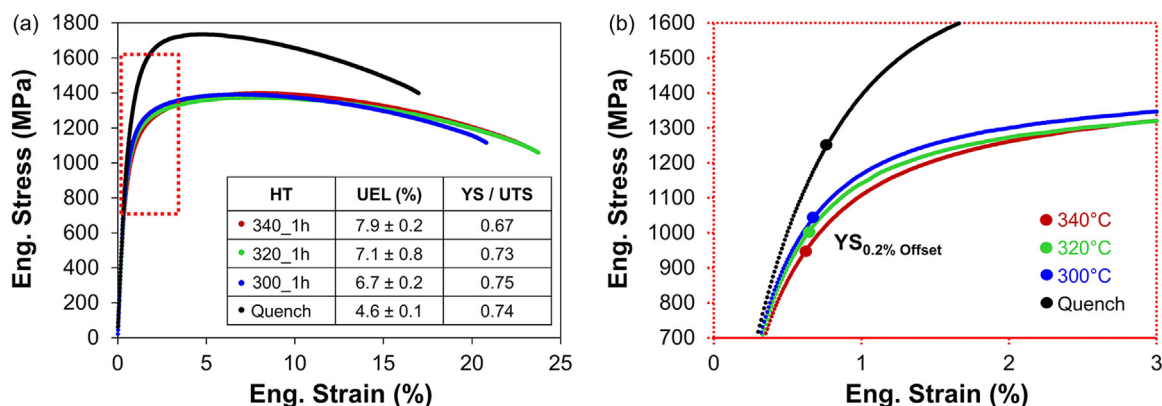 (a)
Eng. Stress (MPa)
1800
1600
1400
1200
1000
800
600
400
200
0
HT UEL (%) YS / UTS
340_1h 7.9 ± 0.2 0.67
320_1h 7.1 ± 0.8 0.73
300_1h 6.7 ± 0.2 0.75
Quench 4.6 ± 0.1 0.74
0 5 10 15 20 25
Eng. Strain (%)
(b)
Eng. Stress (MPa)
1600
1500
1400
1300
1200
1100
1000
900
800
700
YS0.2% Offset
340°C
320°C
300°C
Quench
0 1 2 3
Eng. Strain (%)